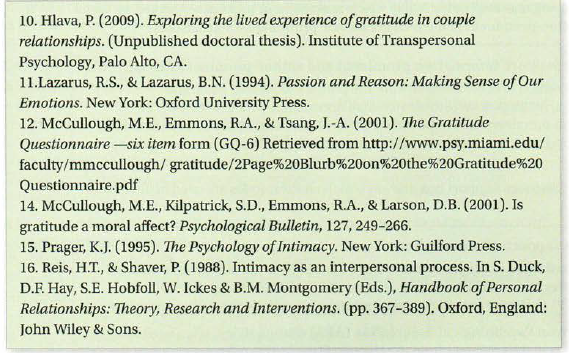 10. Hlava, P. (2009). Exploring the lived experience of gratitude in couple
relationships. (Unpublished doctoral thesis). Institute of Transpersonal
Psychology, Palo Alto, CA.
11.Lazarus, R.S., & Lazarus, B.N. (1994). Passion and Reason: Making Sense of Our
Emotions. New York: Oxford University Press.
12. McCullough, M.E., Emmons, R.A., & Tsang, J.-A. (2001). The Gratitude
Questionnaire —six item form (GQ-6) Retrieved from http://www.psy.miami.edu/
faculty/mmccullough/ gratitude/2Page%20Blurb%20on%20the%20Gratitude%20
Questionnaire.pdf
14. McCullough, M.E., Kilpatrick, S.D., Emmons, R.A., & Larson, D.B. (2001). Is
gratitude a moral affect? Psychological Bulletin, 127, 249–266.
15. Prager, K.J. (1995). The Psychology of Intimacy. New York: Guilford Press.
16. Reis, H.T., & Shaver, P. (1988). Intimacy as an interpersonal process. In S. Duck,
D.F. Hay, S.E. Hobfoll, W. Ickes & B.M. Montgomery (Eds.), Handbook of Personal
Relationships: Theory, Research and Interventions. (pp. 367–389). Oxford, England:
John Wiley & Sons.